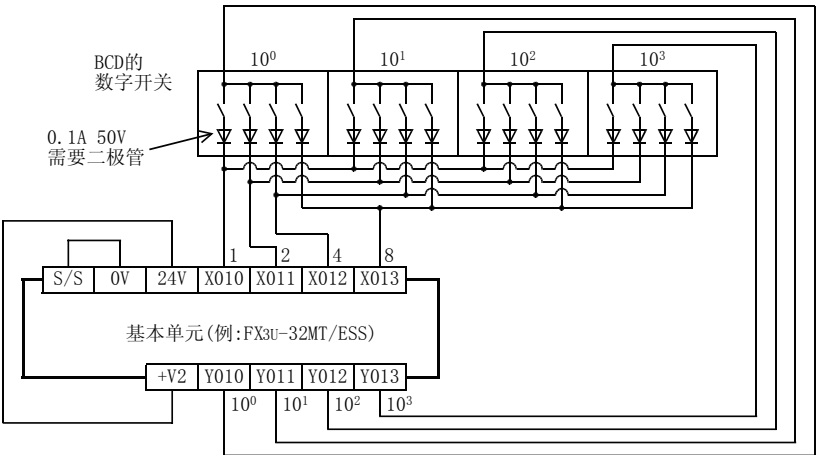 BCD的
数字开关
10⁰ 10¹ 10² 10³
0.1A 50V
需要二极管
1 2 4 8
S/S 0V 24V X010 X011 X012 X013
基本单元(例:FX3U-32MT/ESS)
+V2 Y010 Y011 Y012 Y013
10⁰ 10¹ 10² 10³